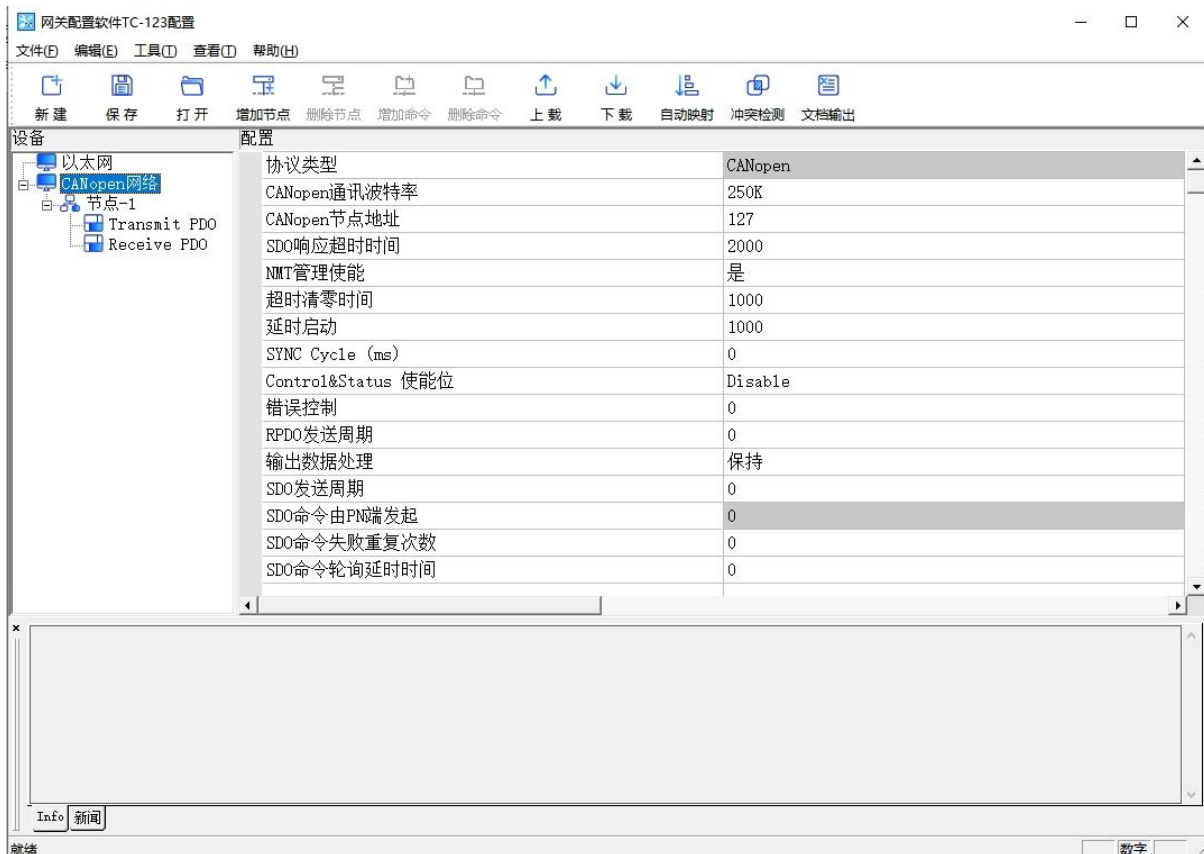 网关配置软件TC-123配置
文件(F) 编辑(E) 工具(T) 查看(T) 帮助(H)
新 建 保 存 打 开 增加节点 删除节点 增加命令 删除命令 上 载 下 载 自动映射 冲突检测 文档输出
设备 配置
以太网
CANopen网络
节点-1
Transmit PDO
Receive PDO
协议类型 CANopen
CANopen通讯波特率 250K
CANopen节点地址 127
SDO响应超时时间 2000
NMT管理使能 是
超时清零时间 1000
延时启动 1000
SYNC Cycle (ms) 0
Control&Status 使能位 Disable
错误控制 0
RPDO发送周期 0
输出数据处理 保持
SDO发送周期 0
SDO命令由PN端发起 0
SDO命令失败重复次数 0
SDO命令轮询延时时间 0
Info 新闻
就绪 数字